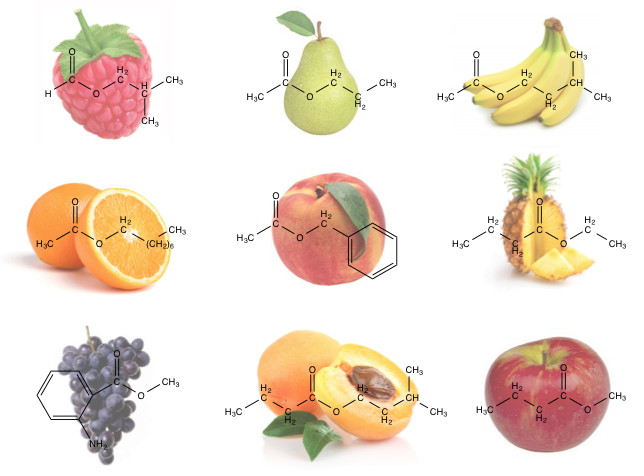 O
H₂
C
H C O C H CH₃
CH₃
O
H₂
C
H₃C C O C H₂ CH₃
O
H₂
C
CH₃
H₃C C O C H₂ CH CH₃
O
H₂
C
H₃C C O (CH₂)₆ CH₃
O
H₂
C
H₃C C O
H₂
C
O
H₃C C H₂ C O
H₂
C
CH₃
O
C O CH₃
NH₂
H₂
C
O
H₃C C H₂ C O
H₂
C
C H₂ CH₃
CH CH₃
H₂
C
O
H₃C C H₂ C O CH₃